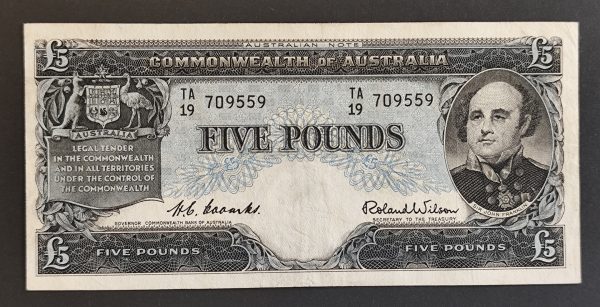 AUSTRALIAN NOTE
£5 COMMONWEALTH OF AUSTRALIA £5
TA 19 709559
TA 19 709559
AUSTRALIA
FIVE POUNDS
LEGAL TENDER
IN THE COMMONWEALTH
AND IN ALL TERRITORIES
UNDER THE CONTROL OF
THE COMMONWEALTH
SIR JOHN FRANKLIN
H.C. Coombs
Roland Wilson
GOVERNOR COMMONWEALTH BANK OF AUSTRALIA
SECRETARY TO THE TREASURY
£5 FIVE POUNDS FIVE POUNDS £5